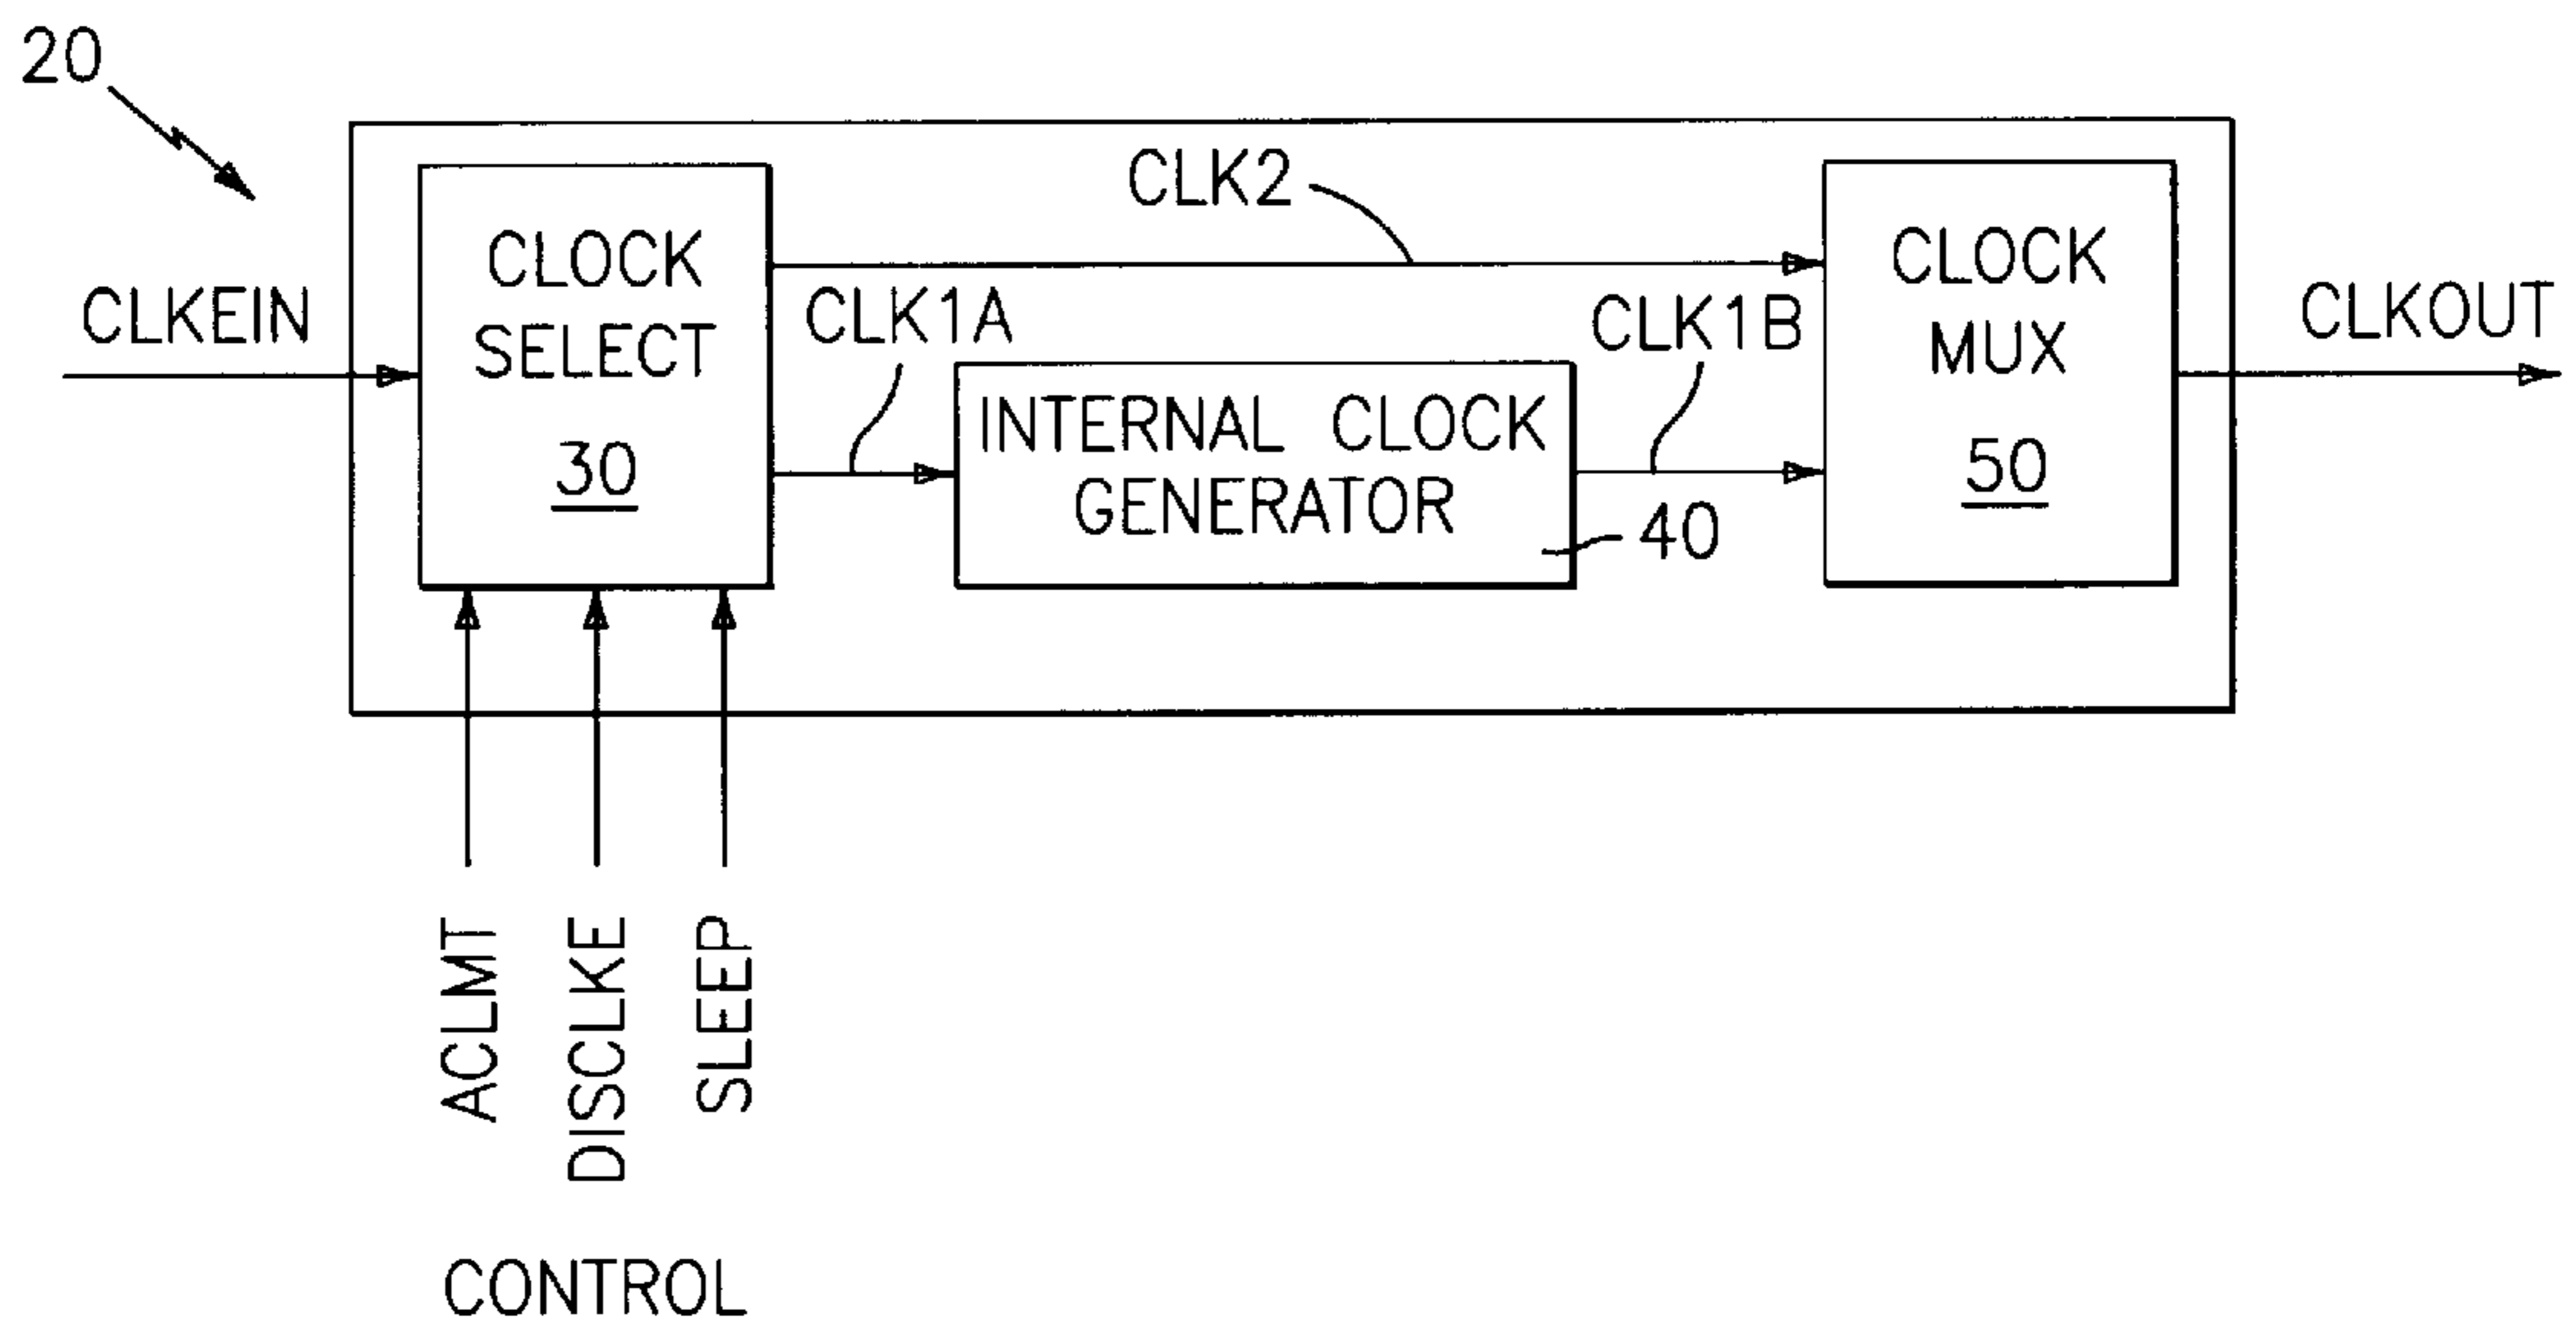 20
CLK2
CLKEIN
CLOCK
SELECT
30
CLK1A
INTERNAL CLOCK
GENERATOR
40
CLK1B
CLOCK
MUX
50
CLKOUT
ACLMT
DISCLKE
SLEEP
CONTROL